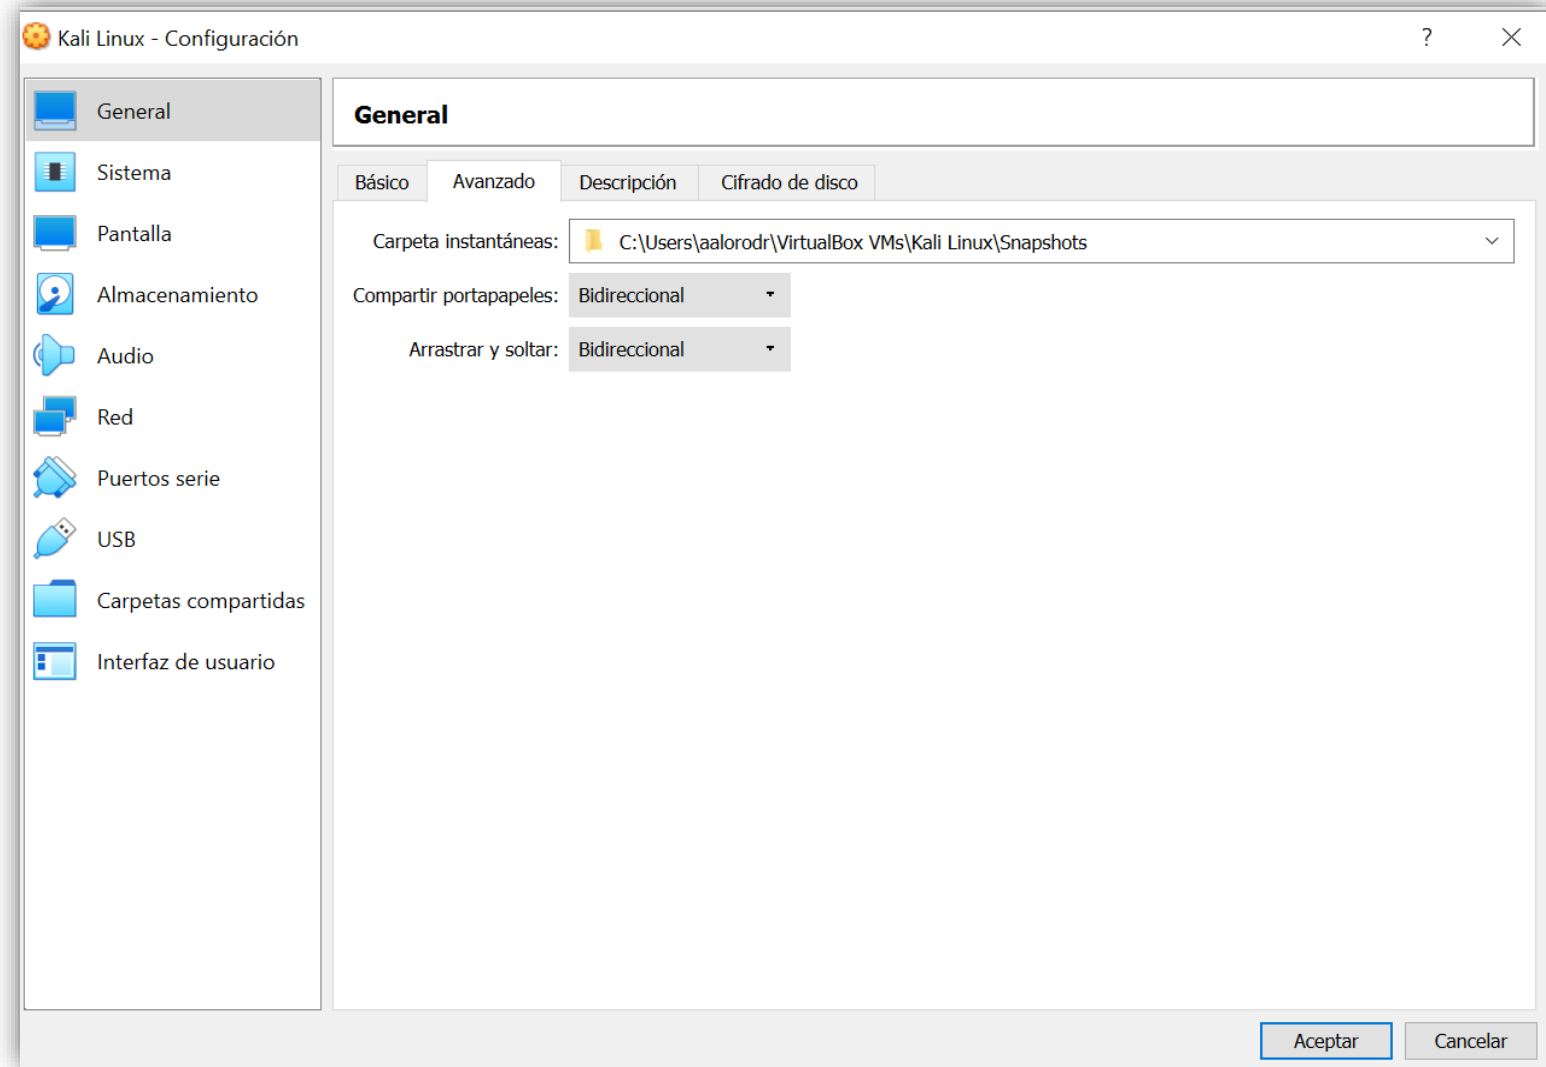 Kali Linux - Configuración
?
General
Sistema
Pantalla
Almacenamiento
Audio
Red
Puertos serie
USB
Carpetas compartidas
Interfaz de usuario
General
Básico Avanzado Descripción Cifrado de disco
Carpeta instantáneas: C:\Users\aalorodr\VirtualBox VMs\Kali Linux\Snapshots
Compartir portapapeles: Bidireccional
Arrastrar y soltar: Bidireccional
Aceptar Cancelar